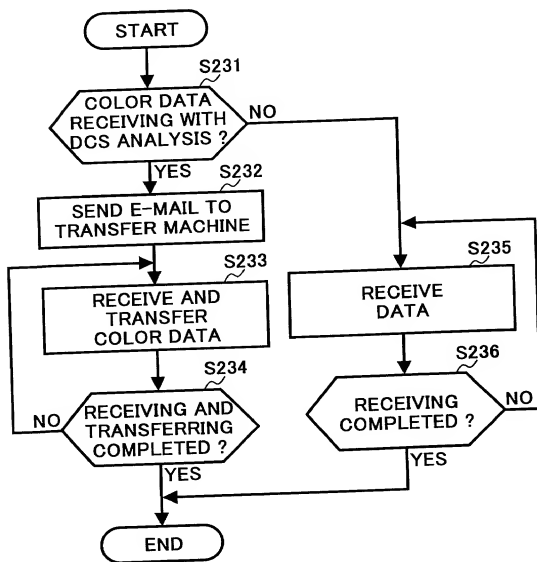 START
S231
COLOR DATA
RECEIVING WITH
DCS ANALYSIS ?
NO
YES
S232
SEND E-MAIL TO
TRANSFER MACHINE
S233
RECEIVE AND
TRANSFER
COLOR DATA
S234
NO
RECEIVING AND
TRANSFERRING
COMPLETED ?
YES
S235
RECEIVE
DATA
S236
RECEIVING
COMPLETED ?
NO
YES
END